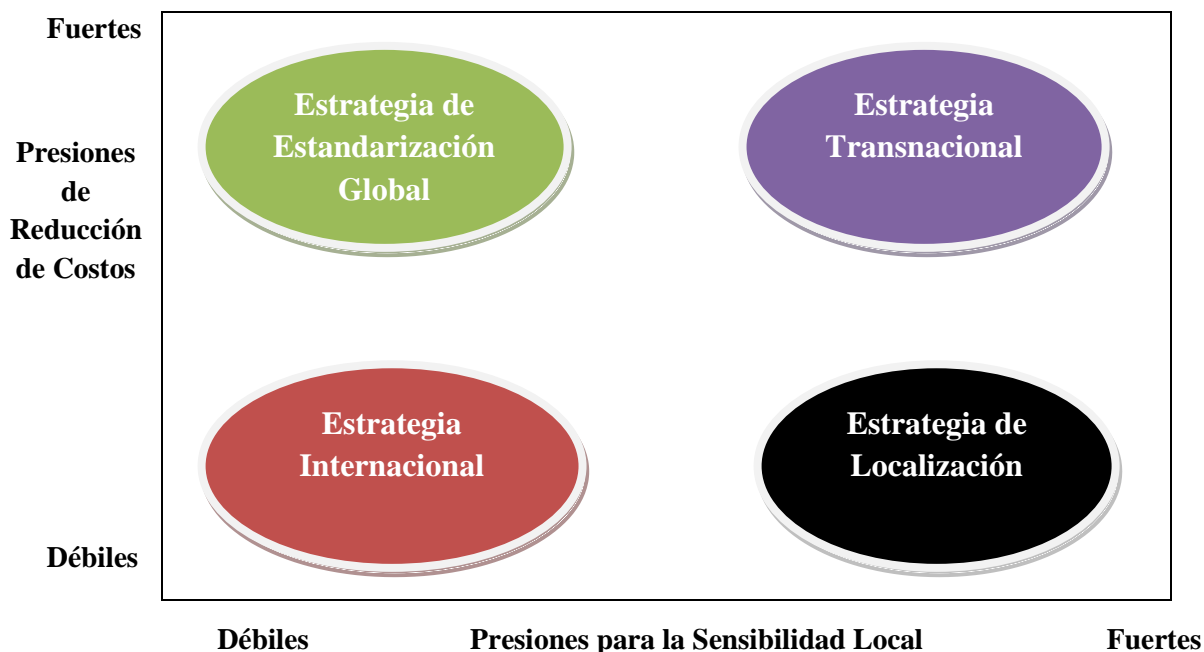 Fuertes
Estrategia de
Estandarización
Global
Estrategia
Transnacional
Presiones
de
Reducción
de Costos
Estrategia
Internacional
Estrategia de
Localización
Débiles
Débiles Presiones para la Sensibilidad Local Fuertes